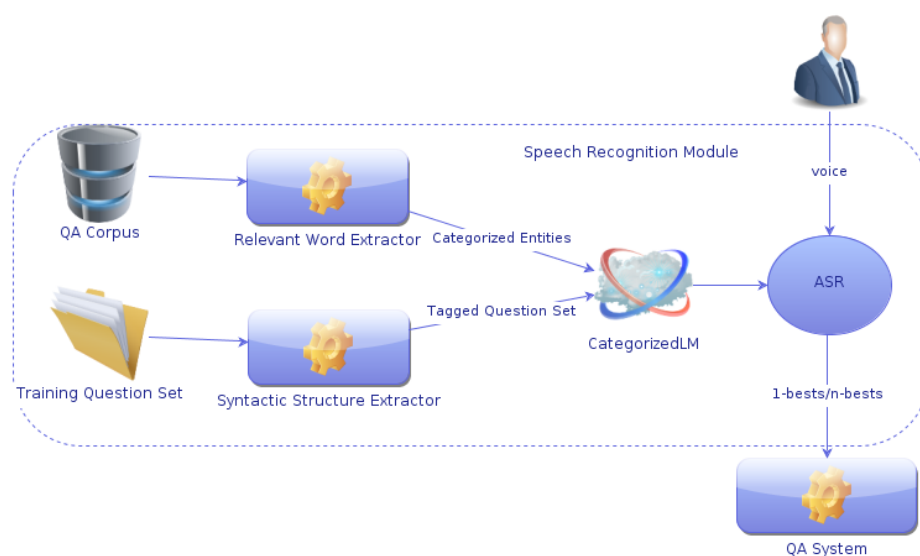 Speech Recognition Module
voice
QA Corpus
Relevant Word Extractor
Categorized Entities
ASR
Tagged Question Set
CategorizedLM
Training Question Set
Syntactic Structure Extractor
1-bests/n-bests
QA System